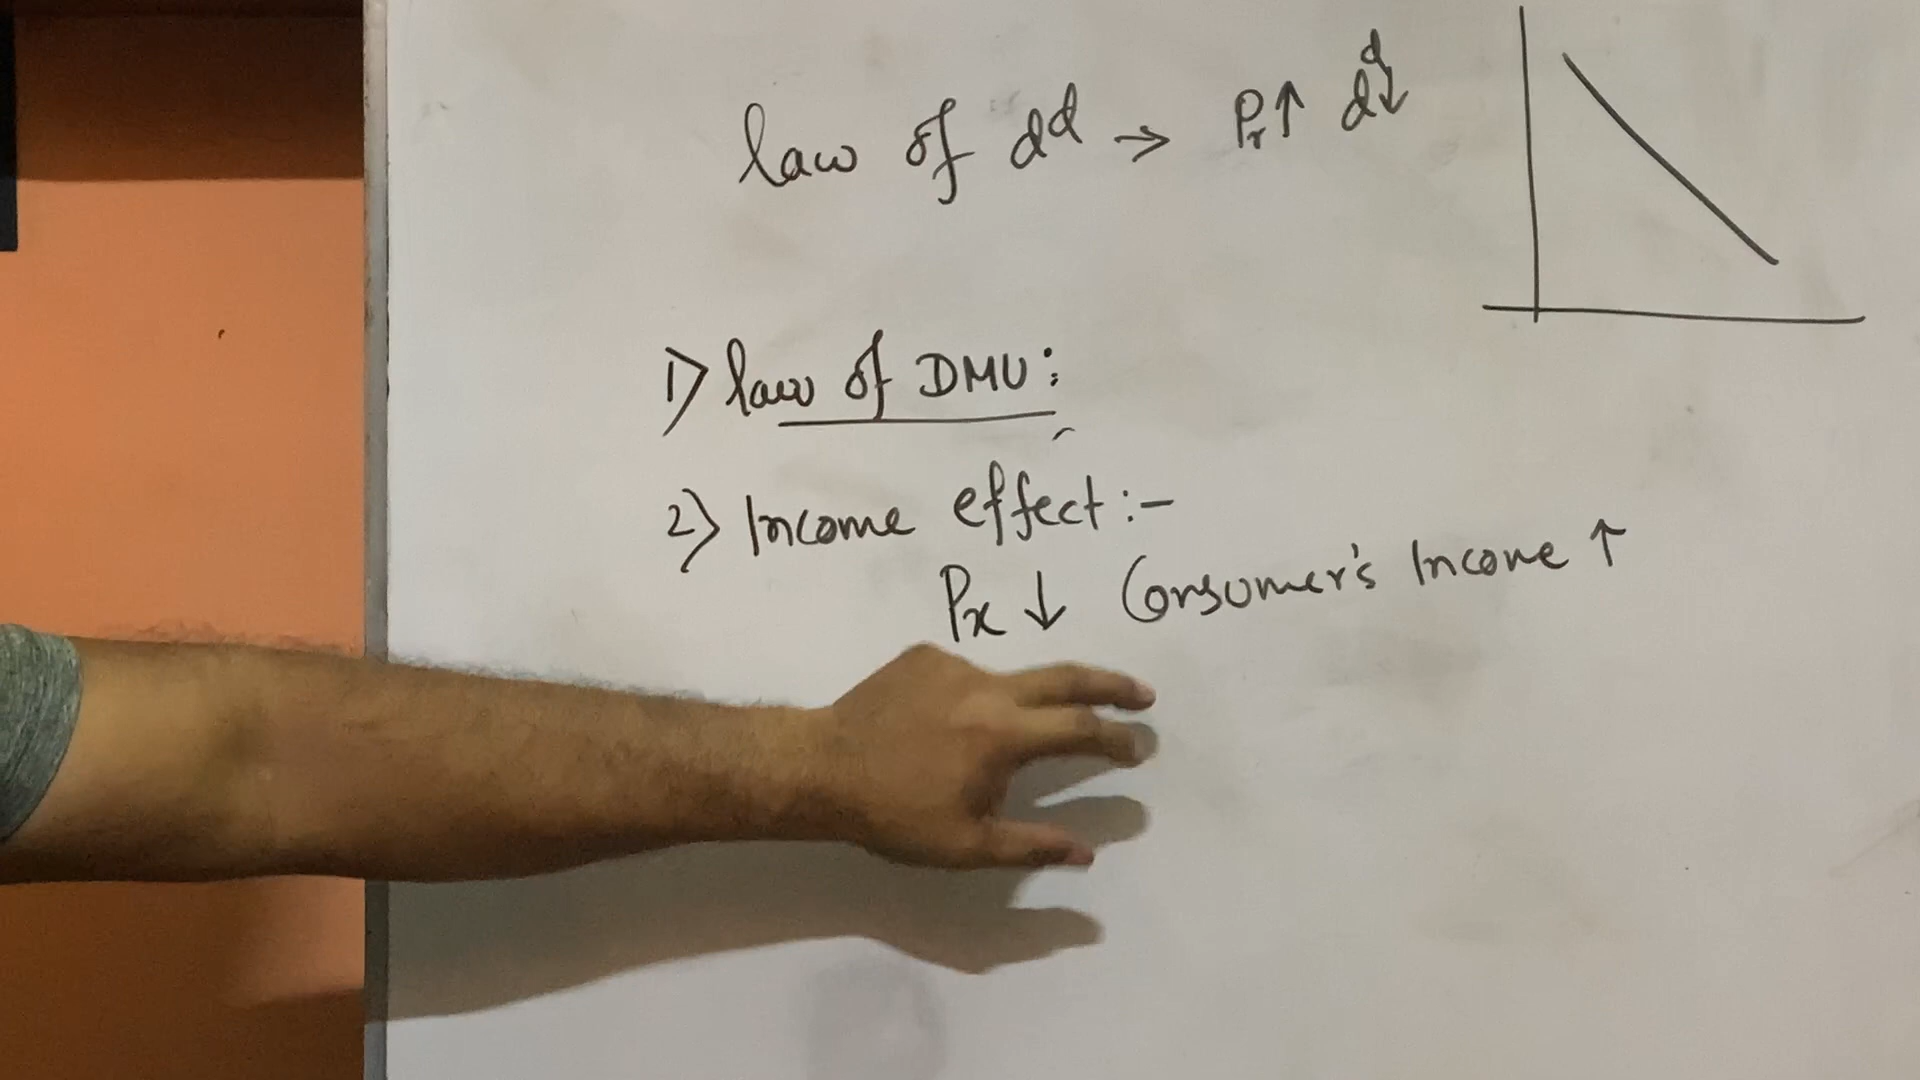 law of dd → Pr↑ dd↓
1) law of DMU:
2) Income effect :-
Px ↓ Consumer's Income ↑